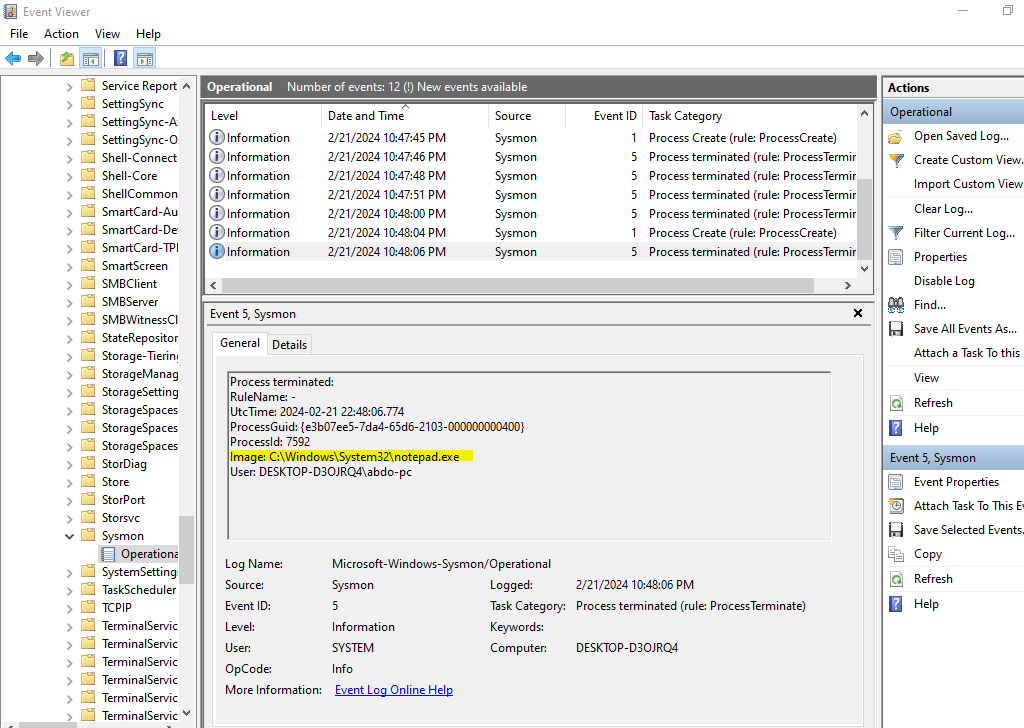 Event Viewer
File Action View Help
Service Report
SettingSync
SettingSync-A
SettingSync-O
Shell-Connect
Shell-Core
ShellCommon
SmartCard-Au
SmartCard-De
SmartCard-TPI
SmartScreen
SMBClient
SMBServer
SMBWitnessCl
StateRepositor
Storage-Tiering
StorageManag
StorageSetting
StorageSpaces
StorageSpaces
StorageSpaces
StorDiag
Store
StorPort
Storsvc
Sysmon
Operationa
SystemSetting
TaskScheduler
TCPIP
TerminalServic
TerminalServic
TerminalServic
TerminalServic
TerminalServic
TerminalServic
Operational Number of events: 12 (!) New events available
Level Date and Time Source Event ID Task Category
Information 2/21/2024 10:47:45 PM Sysmon 1 Process Create (rule: ProcessCreate)
Information 2/21/2024 10:47:46 PM Sysmon 5 Process terminated (rule: ProcessTermin
Information 2/21/2024 10:47:48 PM Sysmon 5 Process terminated (rule: ProcessTermin
Information 2/21/2024 10:47:51 PM Sysmon 5 Process terminated (rule: ProcessTermin
Information 2/21/2024 10:48:00 PM Sysmon 5 Process terminated (rule: ProcessTermin
Information 2/21/2024 10:48:04 PM Sysmon 1 Process Create (rule: ProcessCreate)
Information 2/21/2024 10:48:06 PM Sysmon 5 Process terminated (rule: ProcessTermin
Event 5, Sysmon
General Details
Process terminated:
RuleName: -
UtcTime: 2024-02-21 22:48:06.774
ProcessGuid: {e3b07ee5-7da4-65d6-2103-000000000400}
ProcessId: 7592
Image: C:\Windows\System32\notepad.exe
User: DESKTOP-D3OJRQ4\abdo-pc
Log Name: Microsoft-Windows-Sysmon/Operational
Source: Sysmon Logged: 2/21/2024 10:48:06 PM
Event ID: 5 Task Category: Process terminated (rule: ProcessTerminate)
Level: Information Keywords:
User: SYSTEM Computer: DESKTOP-D3OJRQ4
OpCode: Info
More Information: Event Log Online Help
Actions
Operational
Open Saved Log...
Create Custom View.
Import Custom View
Clear Log...
Filter Current Log...
Properties
Disable Log
Find...
Save All Events As...
Attach a Task To this
View
Refresh
Help
Event 5, Sysmon
Event Properties
Attach Task To This Ev
Save Selected Events.
Copy
Refresh
Help